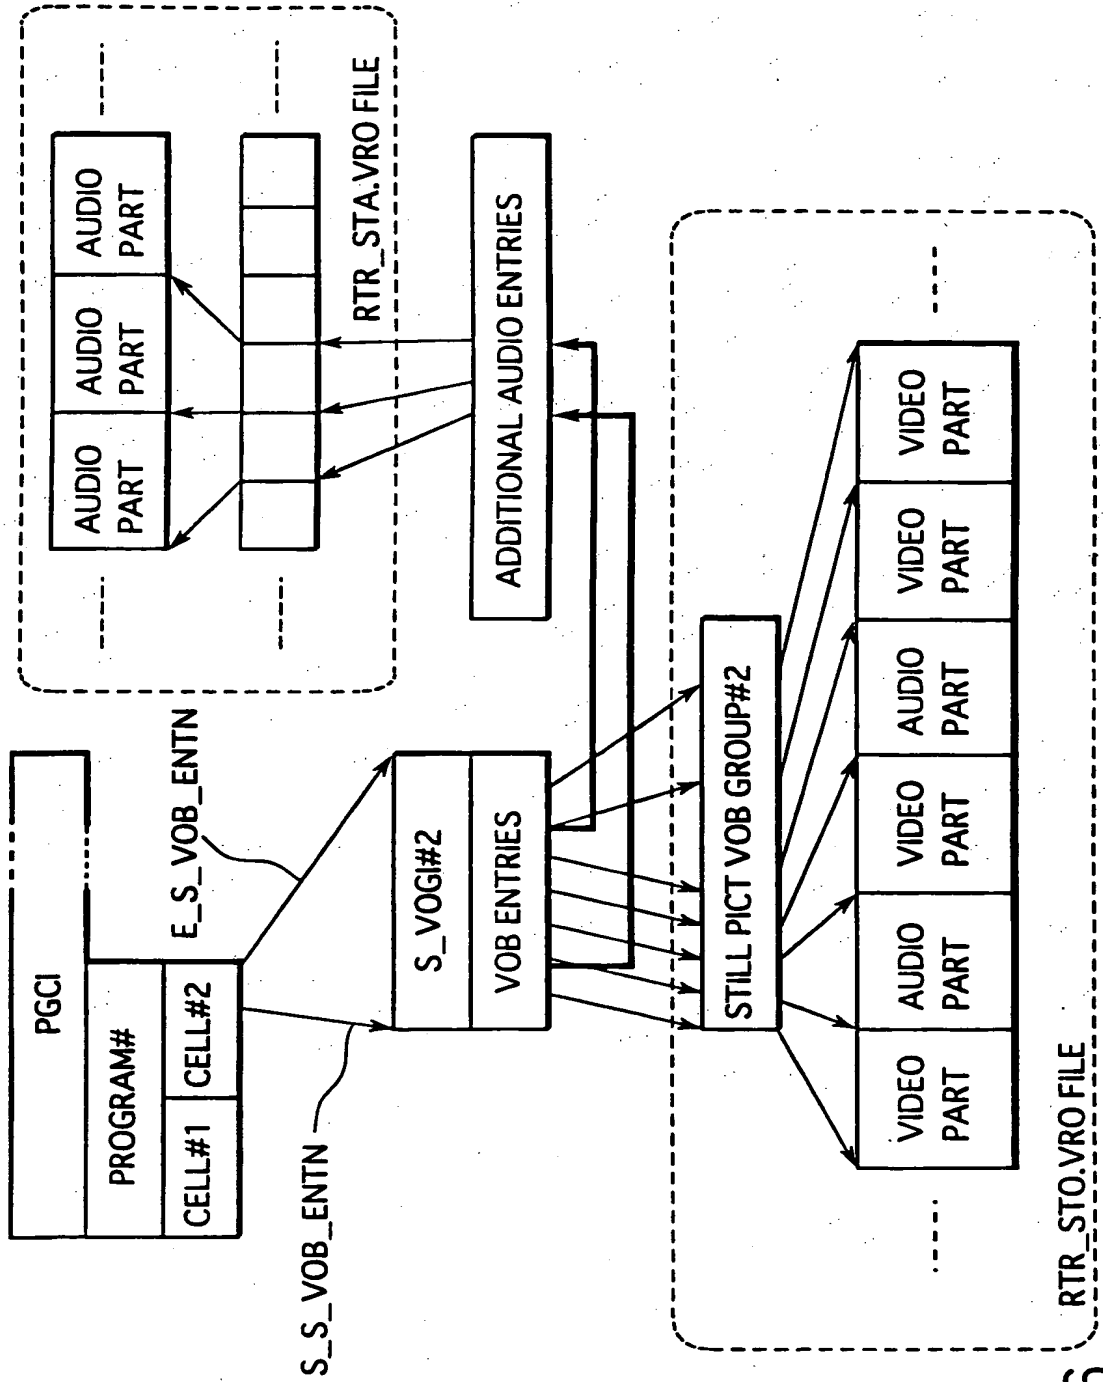 PGCI
PROGRAM#
CELL#1
CELL#2
S_S_VOB_ENTN
E_S_VOB_ENTN
S_VOGI#2
VOB ENTRIES
AUDIO
PART
AUDIO
PART
AUDIO
PART
RTR_STA.VRO FILE
ADDITIONAL AUDIO ENTRIES
STILL PICT VOB GROUP#2
VIDEO
PART
AUDIO
PART
VIDEO
PART
AUDIO
PART
VIDEO
PART
VIDEO
PART
RTR_STO.VRO FILE